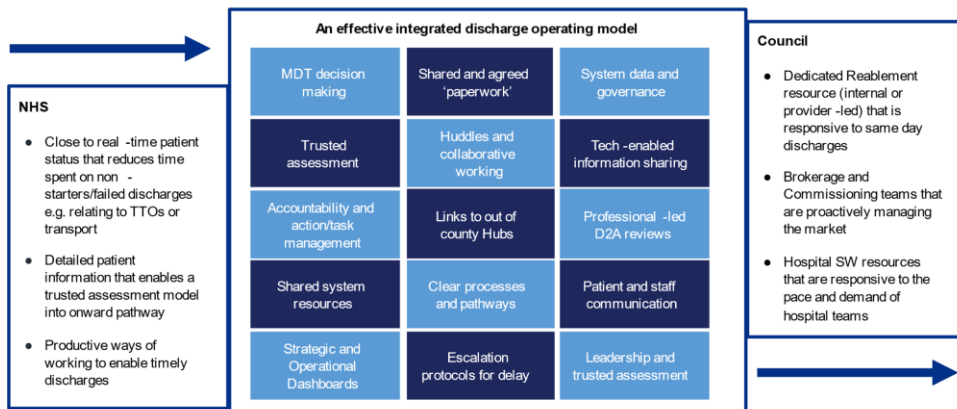 An effective integrated discharge operating model
NHS
● Close to real -time patient
status that reduces time
spent on non -
starters/failed discharges
e.g. relating to TTOs or
transport
● Detailed patient
information that enables a
trusted assessment model
into onward pathway
● Productive ways of
working to enable timely
discharges
MDT decision
making
Shared and agreed
‘paperwork’
System data and
governance
Trusted
assessment
Huddles and
collaborative
working
Tech -enabled
information sharing
Accountability and
action/task
management
Links to out of
county Hubs
Professional -led
D2A reviews
Shared system
resources
Clear processes
and pathways
Patient and staff
communication
Strategic and
Operational
Dashboards
Escalation
protocols for delay
Leadership and
trusted assessment
Council
● Dedicated Reablement
resource (internal or
provider -led) that is
responsive to same day
discharges
● Brokerage and
Commissioning teams that
are proactively managing
the market
● Hospital SW resources
that are responsive to the
pace and demand of
hospital teams